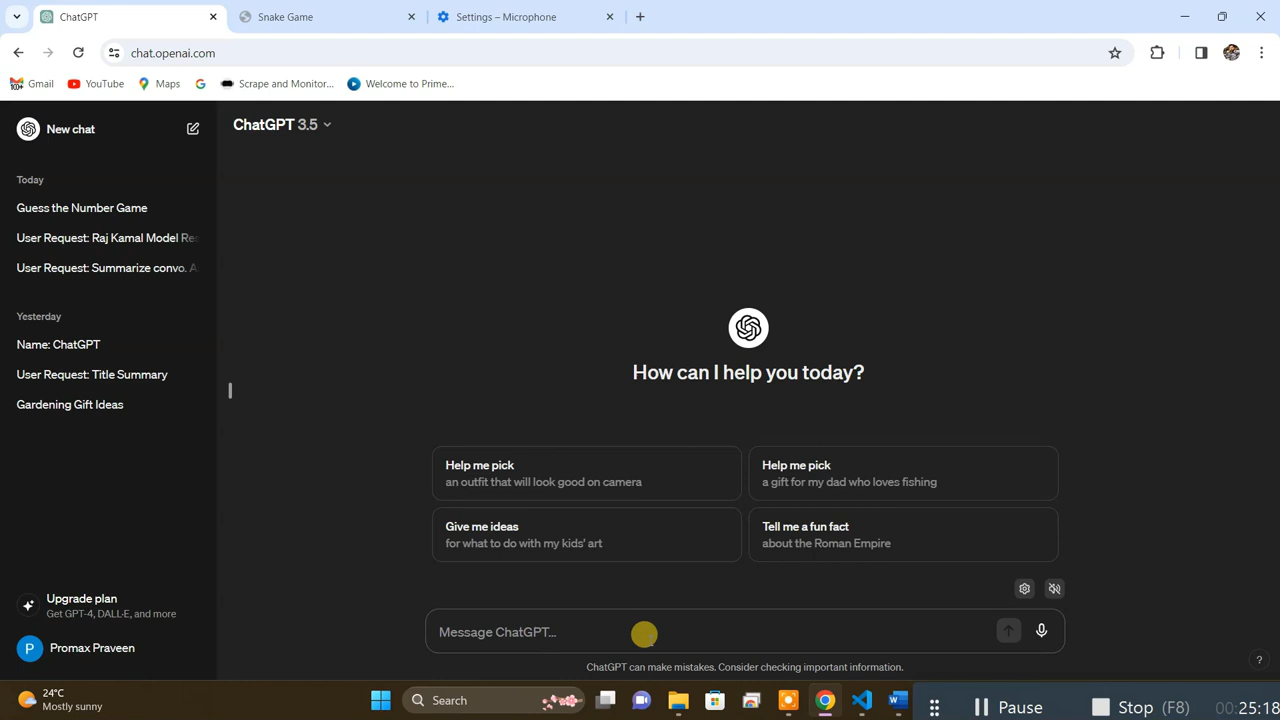 ChatGPT
Snake Game
Settings – Microphone
chat.openai.com
Gmail
YouTube
Maps
Scrape and Monitor...
Welcome to Prime...
New chat
ChatGPT 3.5
Today
Guess the Number Game
User Request: Raj Kamal Model Re
User Request: Summarize convo. A
Yesterday
Name: ChatGPT
User Request: Title Summary
Gardening Gift Ideas
How can I help you today?
Help me pick
an outfit that will look good on camera
Help me pick
a gift for my dad who loves fishing
Give me ideas
for what to do with my kids' art
Tell me a fun fact
about the Roman Empire
Upgrade plan
Get GPT-4, DALL·E, and more
P
Promax Praveen
Message ChatGPT...
ChatGPT can make mistakes. Consider checking important information.
?
24°C
Mostly sunny
Search
Pause
Stop (F8)
00:25:18